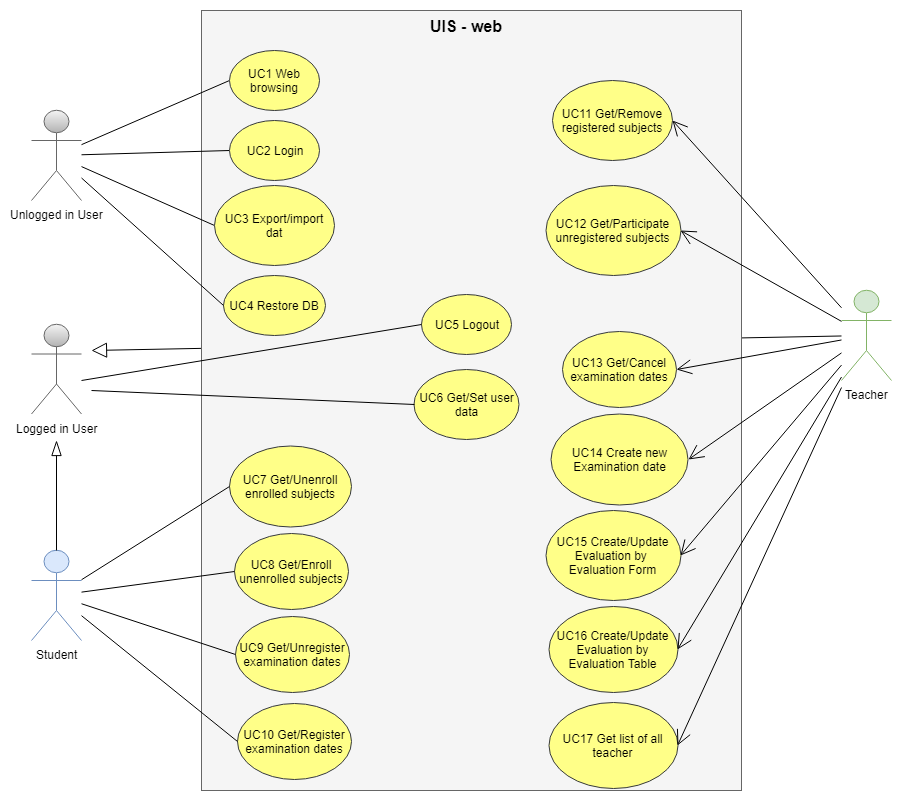 UIS - web
UC1 Web
browsing
UC2 Login
UC3 Export/import
dat
UC4 Restore DB
Unlogged in User
UC5 Logout
UC6 Get/Set user
data
Logged in User
UC7 Get/Unenroll
enrolled subjects
UC8 Get/Enroll
unenrolled subjects
UC9 Get/Unregister
examination dates
UC10 Get/Register
examination dates
Student
UC11 Get/Remove
registered subjects
UC12 Get/Participate
unregistered subjects
UC13 Get/Cancel
examination dates
UC14 Create new
Examination date
UC15 Create/Update
Evaluation by
Evaluation Form
UC16 Create/Update
Evaluation by
Evaluation Table
UC17 Get list of all
teacher
Teacher